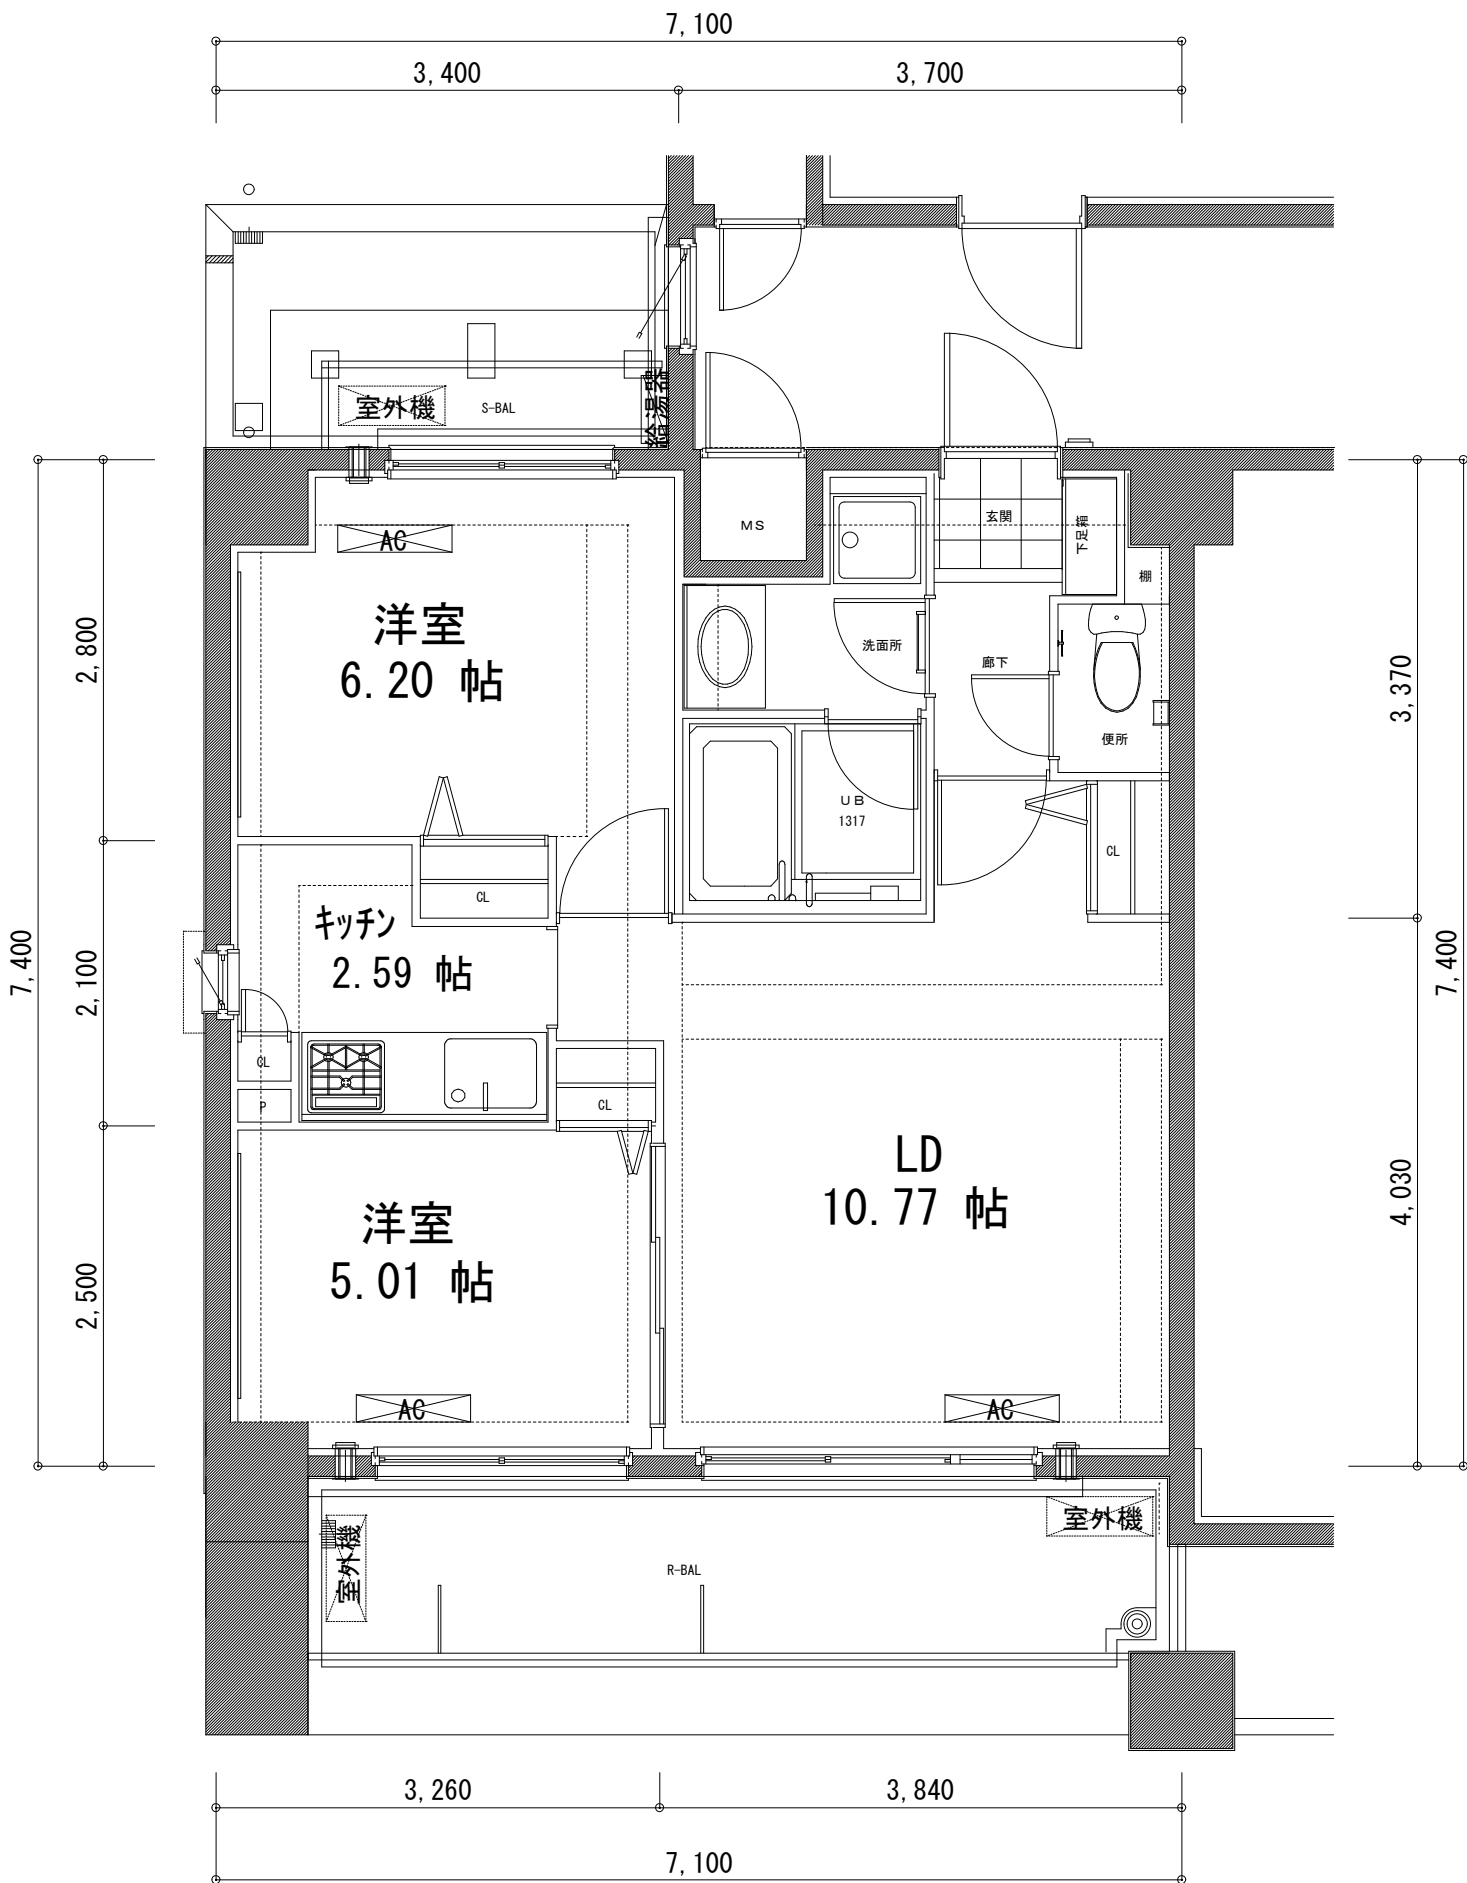 7,100
3,400
3,700
室外機
S-BAL
給湯器
AC
MS
玄関
下足箱
棚
洋室
6.20 帖
洗面所
廊下
便所
2,800
3,370
UB
1317
CL
CL
キッチン
2.59 帖
7,400
2,100
7,400
CL
P
CL
LD
10.77 帖
洋室
5.01 帖
2,500
4,030
AC
AC
室外機
室外機
R-BAL
3,260
3,840
7,100